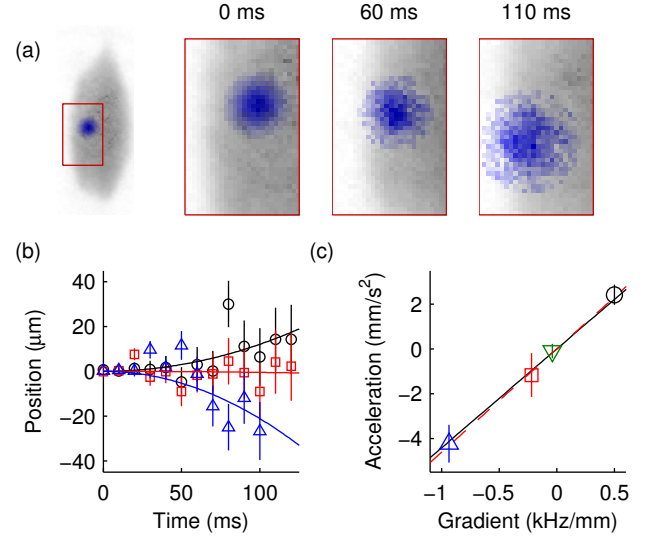 0 ms 60 ms 110 ms
(a)
(b) (c)
Position (μm)
40
20
0
−20
−40
0 50 100
Time (ms)
Acceleration (mm/s²)
2
0
−2
−4
−1 −0.5 0 0.5
Gradient (kHz/mm)